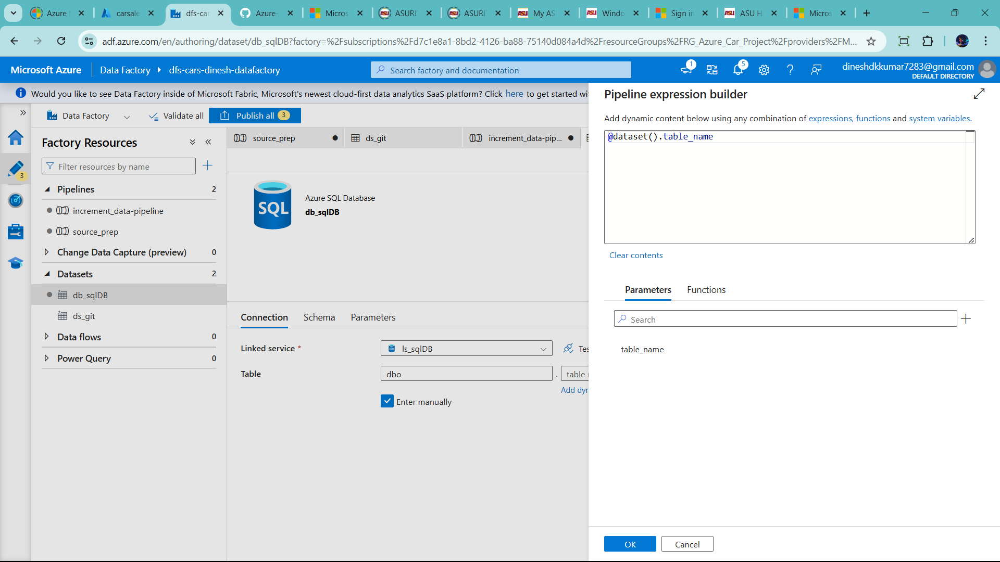 Azure
carsale
dfs-car
Azure-
Micros
ASURI
ASURI
My AS
Windo
Sign in
ASU H
Micros
adf.azure.com/en/authoring/dataset/db_sqlDB?factory=%2Fsubscriptions%2Fd7c1e8a1-8bd2-4126-ba88-75140d084a4d%2FresourceGroups%2FRG_Azure_Car_Project%2Fproviders%2FM...
Microsoft Azure
Data Factory
dfs-cars-dinesh-datafactory
Search factory and documentation
1
5
dineshdkkumar7283@gmail.com
DEFAULT DIRECTORY
Would you like to see Data Factory inside of Microsoft Fabric, Microsoft's newest cloud-first data analytics SaaS platform? Click here to get started wi
Data Factory
Validate all
Publish all 3
3
Factory Resources
Filter resources by name
Pipelines 2
increment_data-pipeline
source_prep
Change Data Capture (preview) 0
Datasets 2
db_sqlDB
ds_git
Data flows 0
Power Query 0
source_prep
ds_git
increment_data-pip...
SQL
Azure SQL Database
db_sqlDB
Connection
Schema
Parameters
Linked service *
ls_sqlDB
Tes
Table
dbo
.
table
Add dyr
Enter manually
Pipeline expression builder
Add dynamic content below using any combination of expressions, functions and system variables.
@dataset().table_name
Clear contents
Parameters
Functions
Search
table_name
OK
Cancel